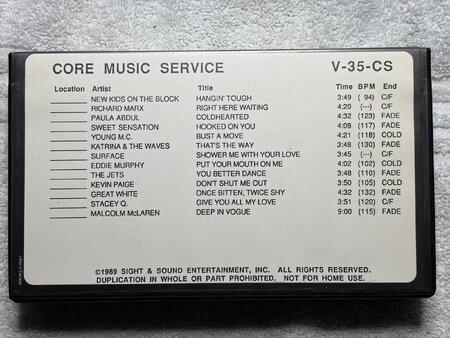 CORE MUSIC SERVICE V-35-CS
Location Artist Title Time BPM End
NEW KIDS ON THE BLOCK HANGIN' TOUGH 3:49 ( 94) C/F
RICHARD MARX RIGHT HERE WAITING 4:20 (---) C/F
PAULA ABDUL COLDHEARTED 4:32 (123) FADE
SWEET SENSATION HOOKED ON YOU 4:08 (117) FADE
YOUNG M.C. BUST A MOVE 4:21 (118) COLD
KATRINA & THE WAVES THAT'S THE WAY 3:48 (130) FADE
SURFACE SHOWER ME WITH YOUR LOVE 3:45 (---) C/F
EDDIE MURPHY PUT YOUR MOUTH ON ME 4:02 (102) COLD
THE JETS YOU BETTER DANCE 3:48 (110) FADE
KEVIN PAIGE DON'T SHUT ME OUT 3:50 (105) COLD
GREAT WHITE ONCE BITTEN, TWICE SHY 4:32 (132) FADE
STACEY Q. GIVE YOU ALL MY LOVE 3:51 (120) C/F
MALCOLM McLAREN DEEP IN VOGUE 9:00 (115) FADE
©1989 SIGHT & SOUND ENTERTAINMENT, INC. ALL RIGHTS RESERVED.
DUPLICATION IN WHOLE OR PART PROHIBITED. NOT FOR HOME USE.